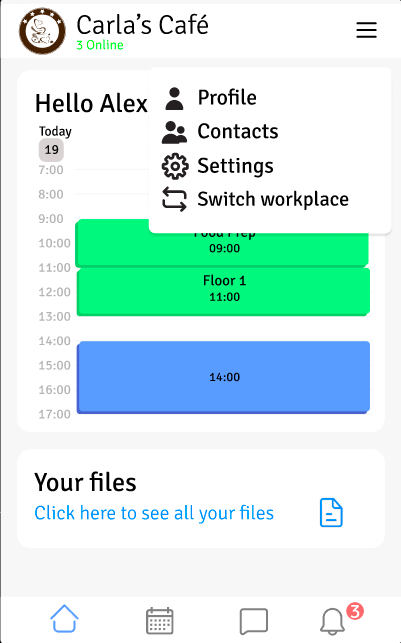 Carla's Café
3 Online
Hello Alex
Profile
Contacts
Settings
Switch workplace
Today
19
7:00
8:00
9:00
10:00
11:00
12:00
13:00
14:00
15:00
16:00
17:00
Food Prep
09:00
Floor 1
11:00
14:00
Your files
Click here to see all your files
3